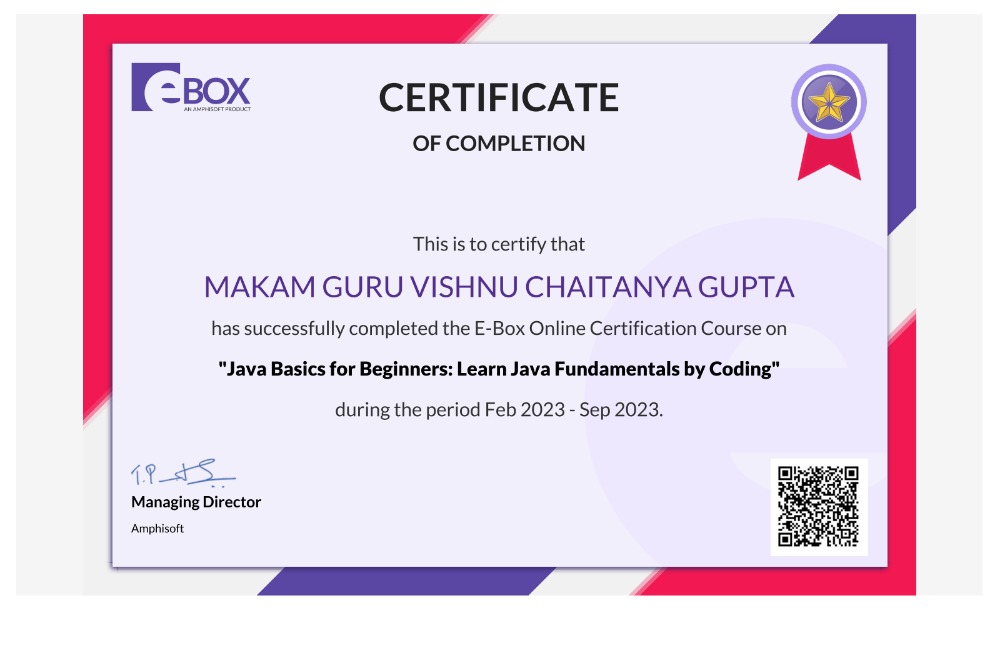 eBOX
AN AMPHISOFT PRODUCT
CERTIFICATE
OF COMPLETION
This is to certify that
MAKAM GURU VISHNU CHAITANYA GUPTA
has successfully completed the E-Box Online Certification Course on
"Java Basics for Beginners: Learn Java Fundamentals by Coding"
during the period Feb 2023 - Sep 2023.
Managing Director
Amphisoft